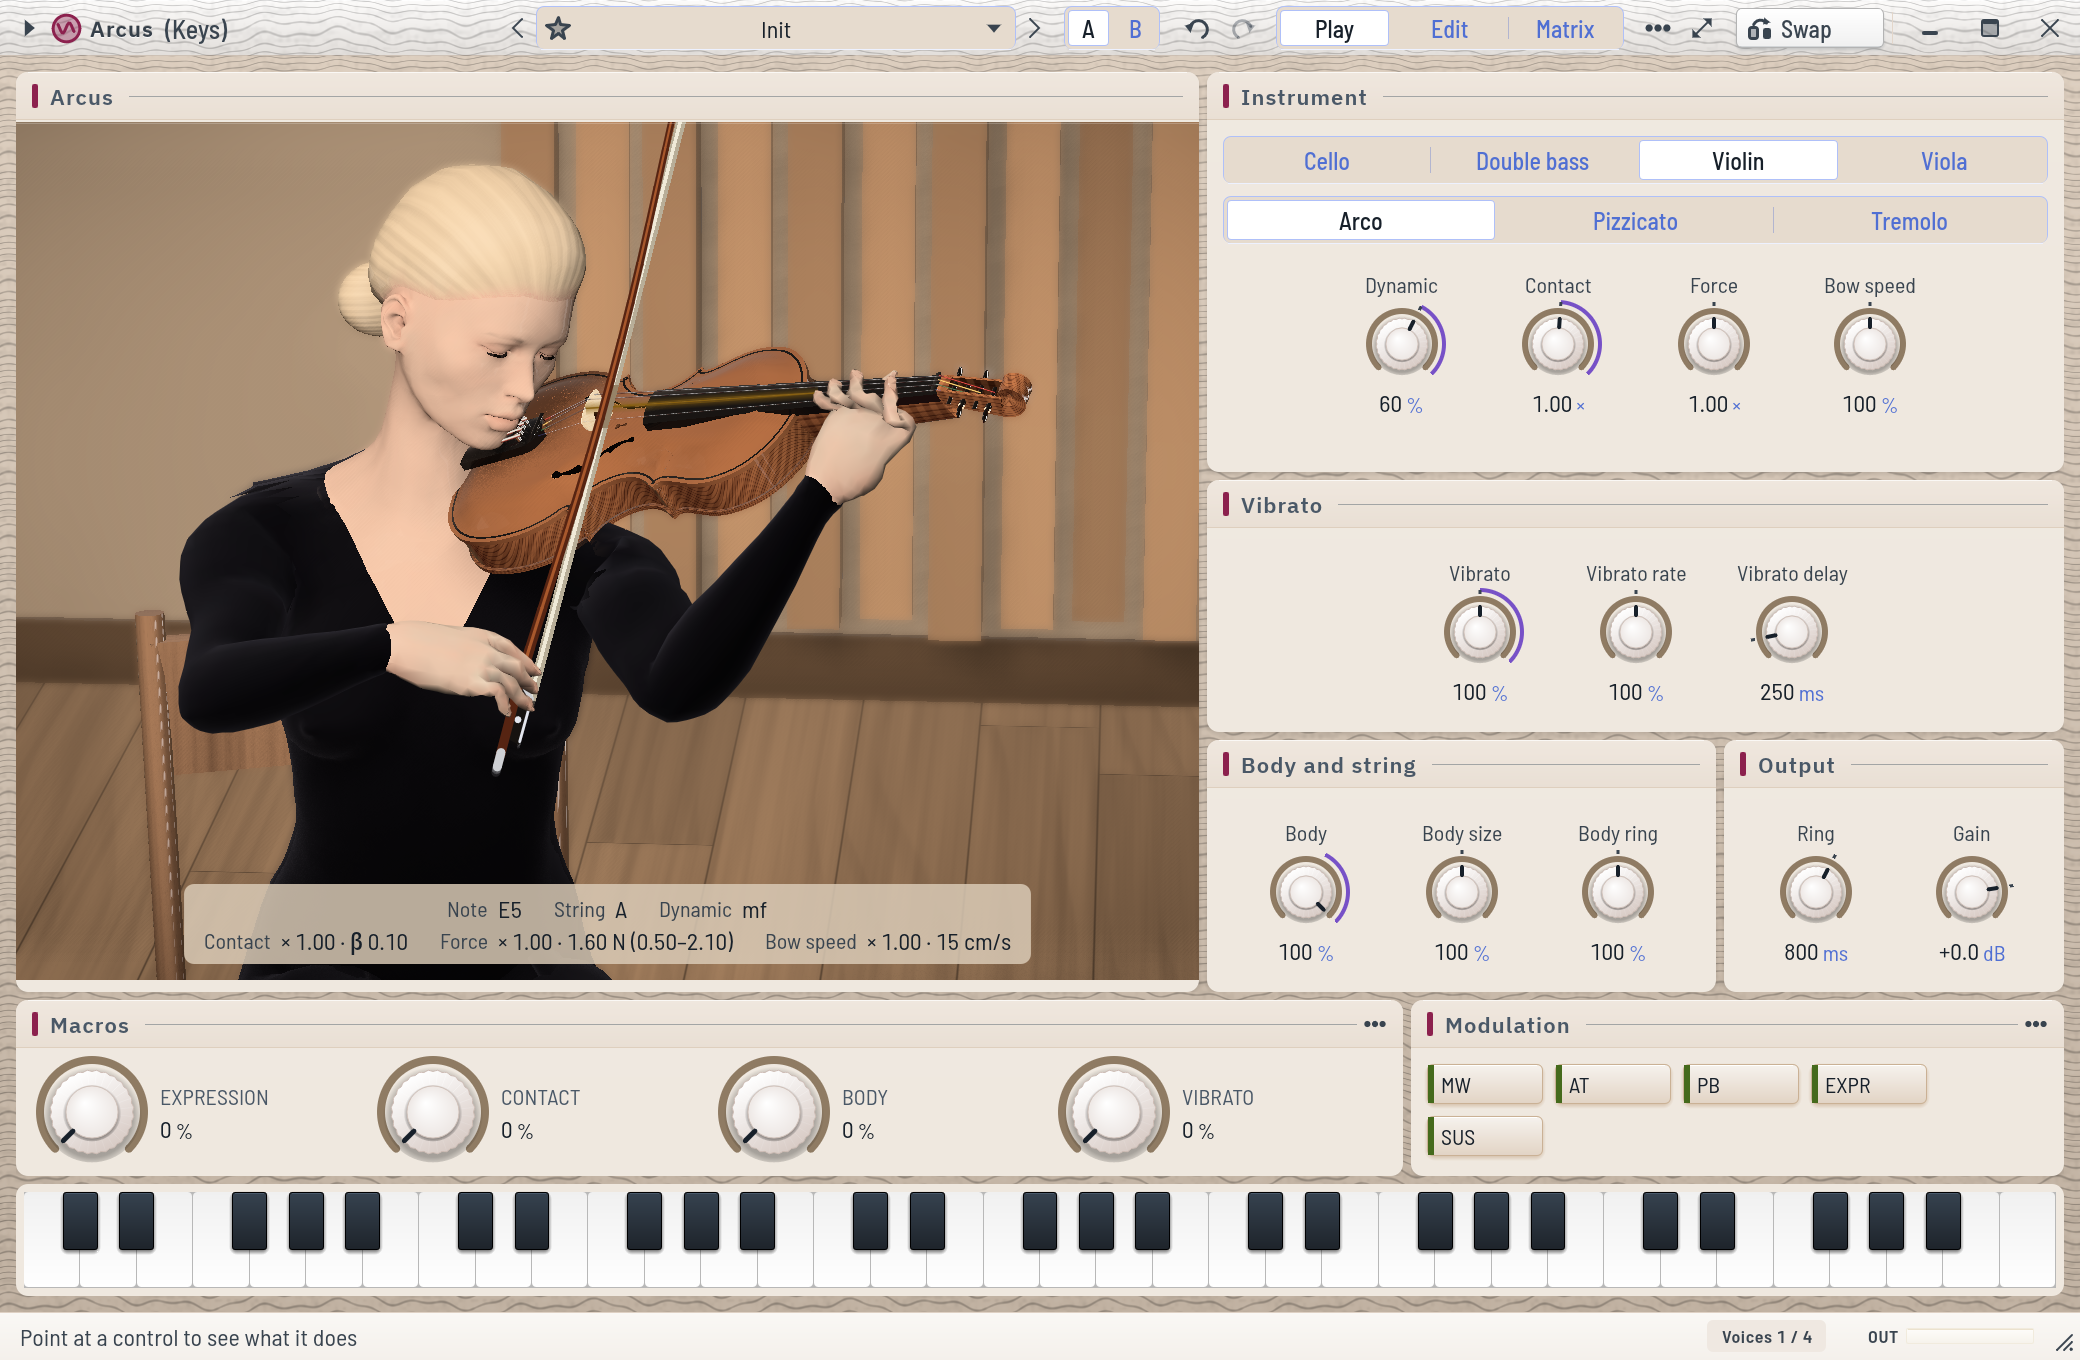 Arcus (Keys)
Init
A B
Play Edit Matrix
Swap
Arcus
Instrument
Cello Double bass Violin Viola
Arco Pizzicato Tremolo
Dynamic Contact Force Bow speed
60 % 1.00 × 1.00 × 100 %
Vibrato
Vibrato Vibrato rate Vibrato delay
100 % 100 % 250 ms
Body and string
Body Body size Body ring
100 % 100 % 100 %
Output
Ring Gain
800 ms +0.0 dB
Note E5 String A Dynamic mf
Contact × 1.00 · β 0.10 Force × 1.00 · 1.60 N (0.50–2.10) Bow speed × 1.00 · 15 cm/s
Macros
EXPRESSION
0 %
CONTACT
0 %
BODY
0 %
VIBRATO
0 %
Modulation
MW AT PB EXPR
SUS
Point at a control to see what it does
Voices 1 / 4
OUT